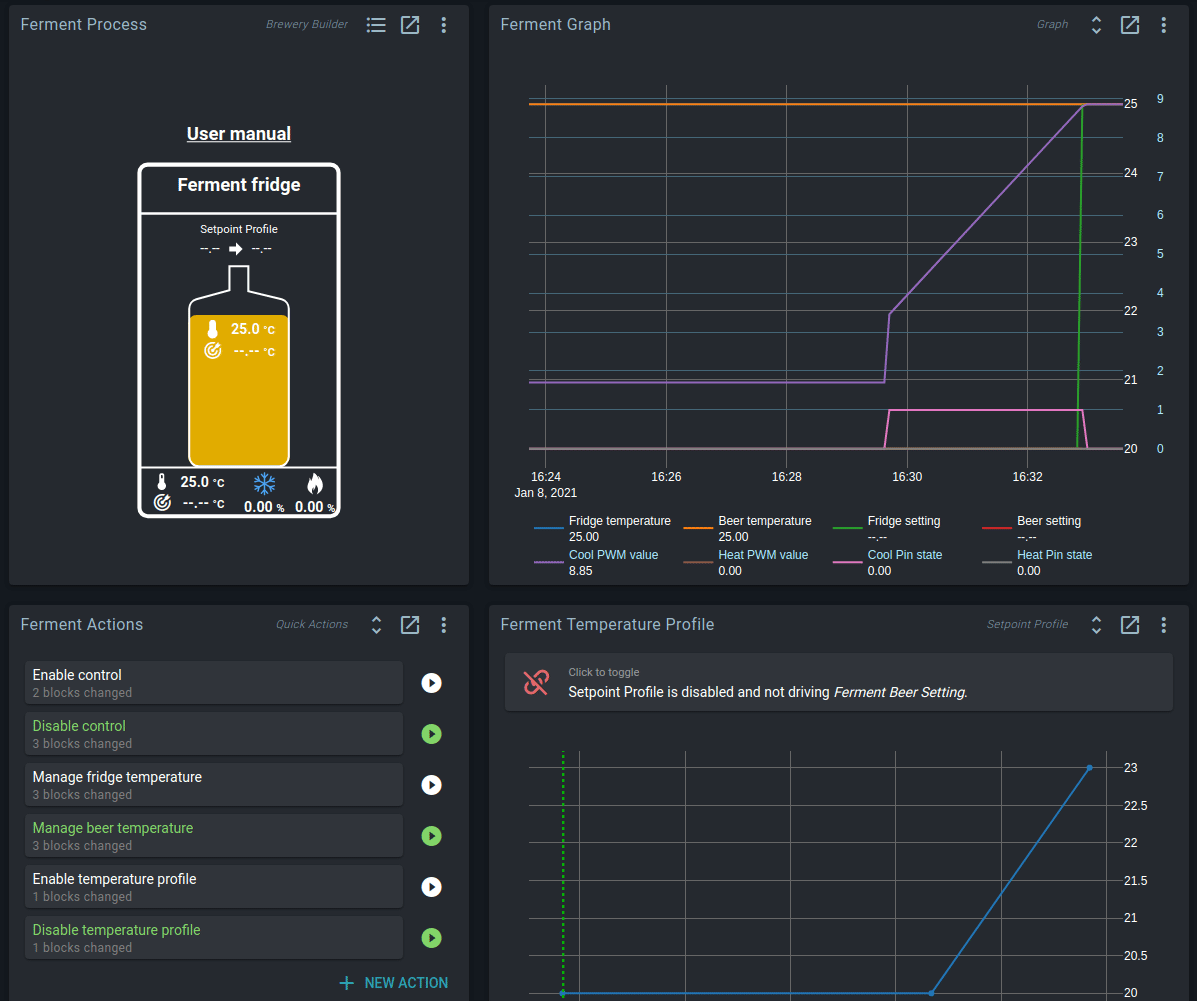 Ferment Process
Brewery Builder
User manual
Ferment fridge
Setpoint Profile
--.-- --.--
25.0 °C
--.-- °C
25.0 °C
--.-- °C
0.00 %
0.00 %
Ferment Graph
Graph
25
24
23
22
21
20
9
8
7
6
5
4
3
2
1
0
16:24
16:26
16:28
16:30
16:32
Jan 8, 2021
Fridge temperature
25.00
Beer temperature
25.00
Fridge setting
--.--
Beer setting
--.--
Cool PWM value
8.85
Heat PWM value
0.00
Cool Pin state
0.00
Heat Pin state
0.00
Ferment Actions
Quick Actions
Enable control
2 blocks changed
Disable control
3 blocks changed
Manage fridge temperature
3 blocks changed
Manage beer temperature
3 blocks changed
Enable temperature profile
1 blocks changed
Disable temperature profile
1 blocks changed
NEW ACTION
Ferment Temperature Profile
Setpoint Profile
Click to toggle
Setpoint Profile is disabled and not driving Ferment Beer Setting.
23
22.5
22
21.5
21
20.5
20